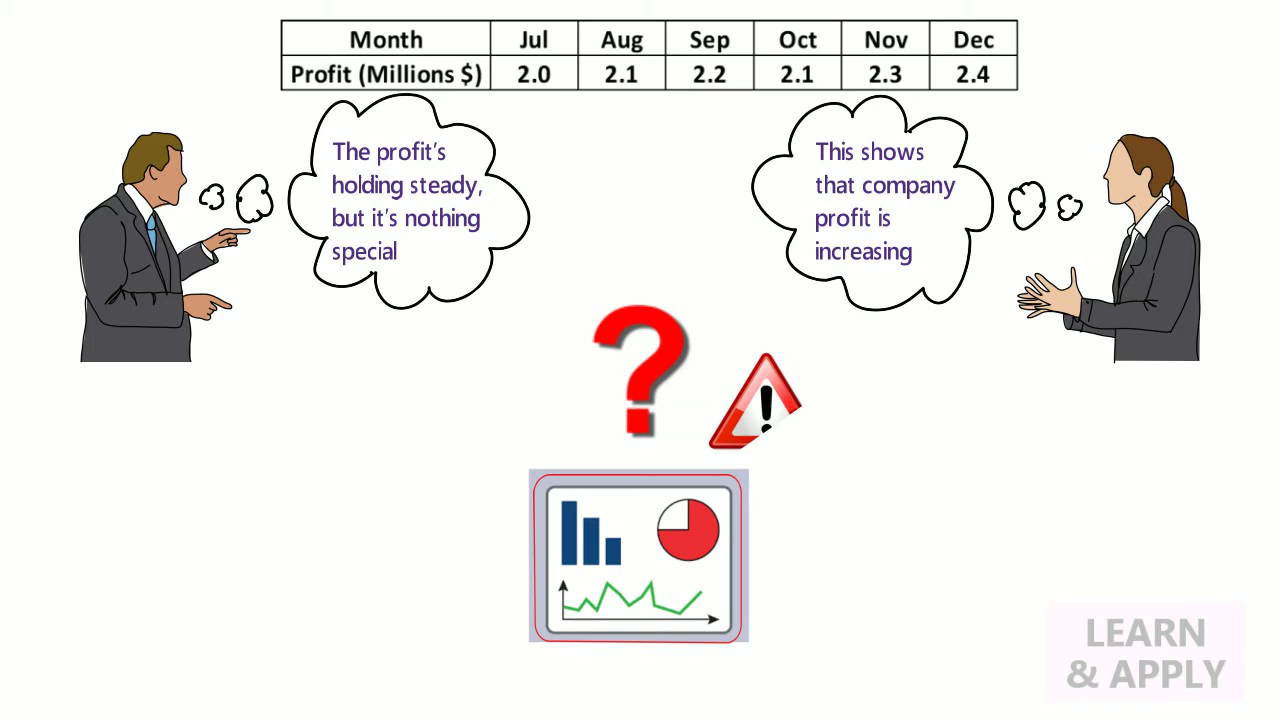 Month Jul Aug Sep Oct Nov Dec
Profit (Millions $) 2.0 2.1 2.2 2.1 2.3 2.4
The profit's
holding steady,
but it's nothing
special
This shows
that company
profit is
increasing
?
!
LEARN
& APPLY